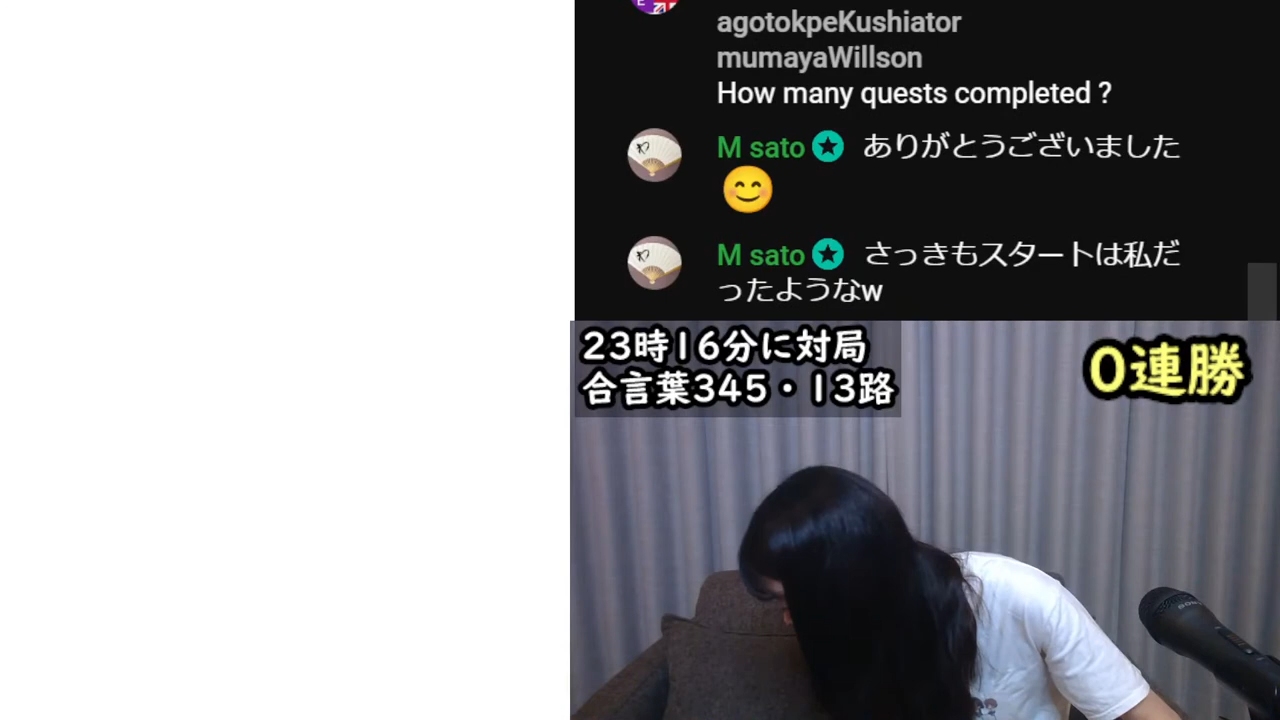 agotokpeKushiator
mumayaWillson
How many quests completed ?
M sato ありがとうございました
😊
M sato さっきもスタートは私だ
ったようなw
23時16分に対局
合言葉345・13路
0連勝